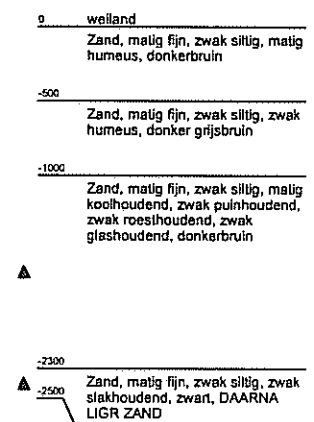 0 weiland
Zand, matig fijn, zwak siltig, matig
humeus, donkerbruin
-500
Zand, matig fijn, zwak siltig, zwak
humeus, donker grijsbruin
-1000
Zand, matig fijn, zwak siltig, matig
koolhoudend, zwak puinhoudend,
zwak roesthoudend, zwak
glashoudend, donkerbruin
-2300
-2500 Zand, matig fijn, zwak siltig, zwak
slakhoudend, zwart, DAARNA
LIGR ZAND